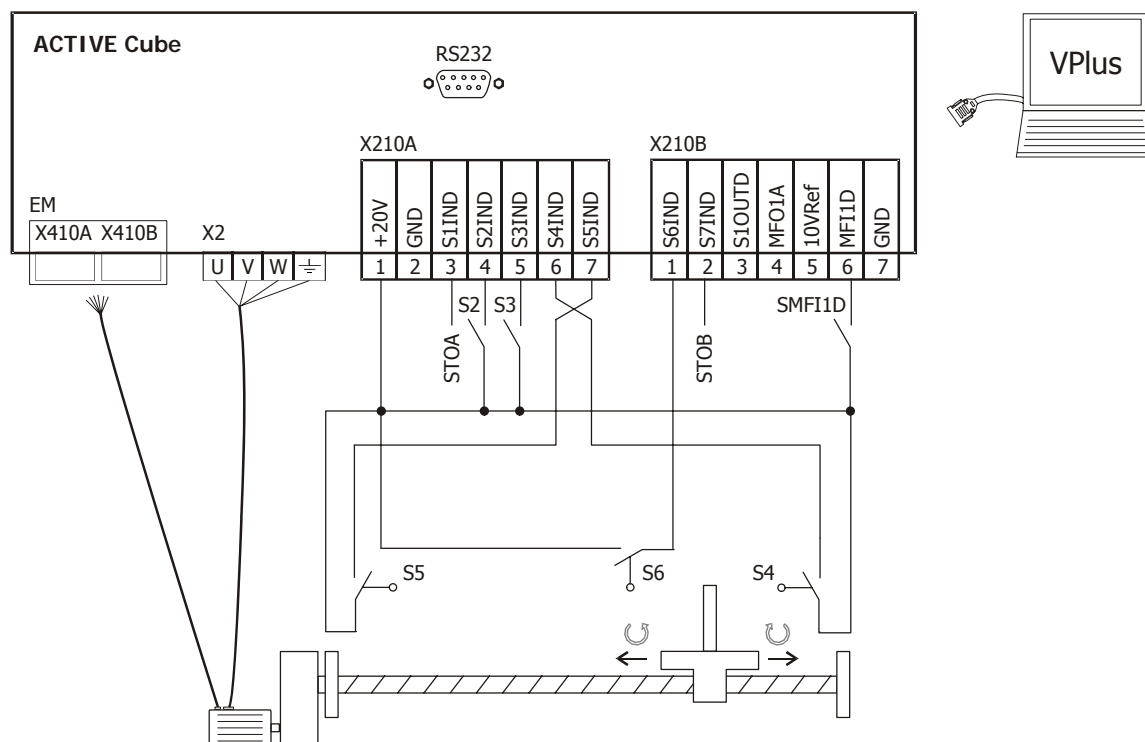 ACTIVE Cube
RS232
VPlus
X210A
X210B
+20V
GND
S1IND
S2IND
S3IND
S4IND
S5IND
S6IND
S7IND
S1OUTD
MFO1A
10VRef
MFI1D
GND
EM
X410A X410B
X2
U V W
1 2 3 4 5 6 7
1 2 3 4 5 6 7
S2
S3
SMFI1D
STOA
STOB
S5
S6
S4